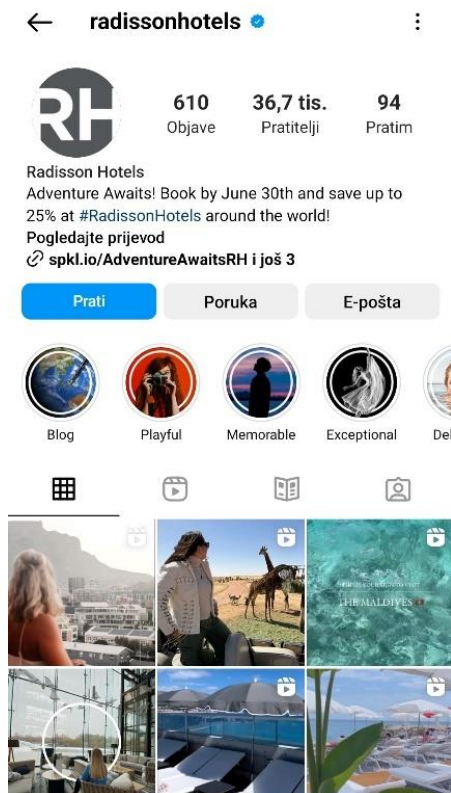 radissonhotels
RH
610 36,7 tis. 94
Objave Pratitelji Pratim
Radisson Hotels
Adventure Awaits! Book by June 30th and save up to
25% at #RadissonHotels around the world!
Pogledajte prijevod
spkl.io/AdventureAwaitsRH i još 3
Prati Poruka E-pošta
Blog Playful Memorable Exceptional Del
THE MALDIVES